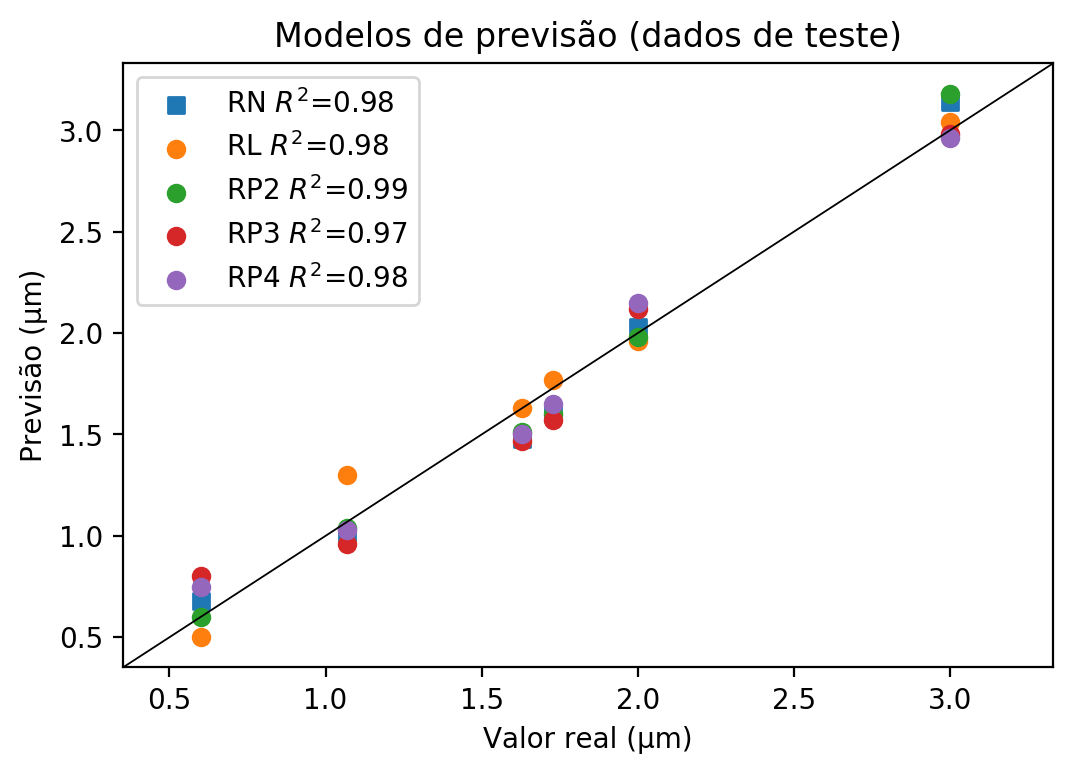 Modelos de previsão (dados de teste)
RN R²=0.98
RL R²=0.98
RP2 R²=0.99
RP3 R²=0.97
RP4 R²=0.98
Previsão (µm)
3.0
2.5
2.0
1.5
1.0
0.5
0.5 1.0 1.5 2.0 2.5 3.0
Valor real (µm)